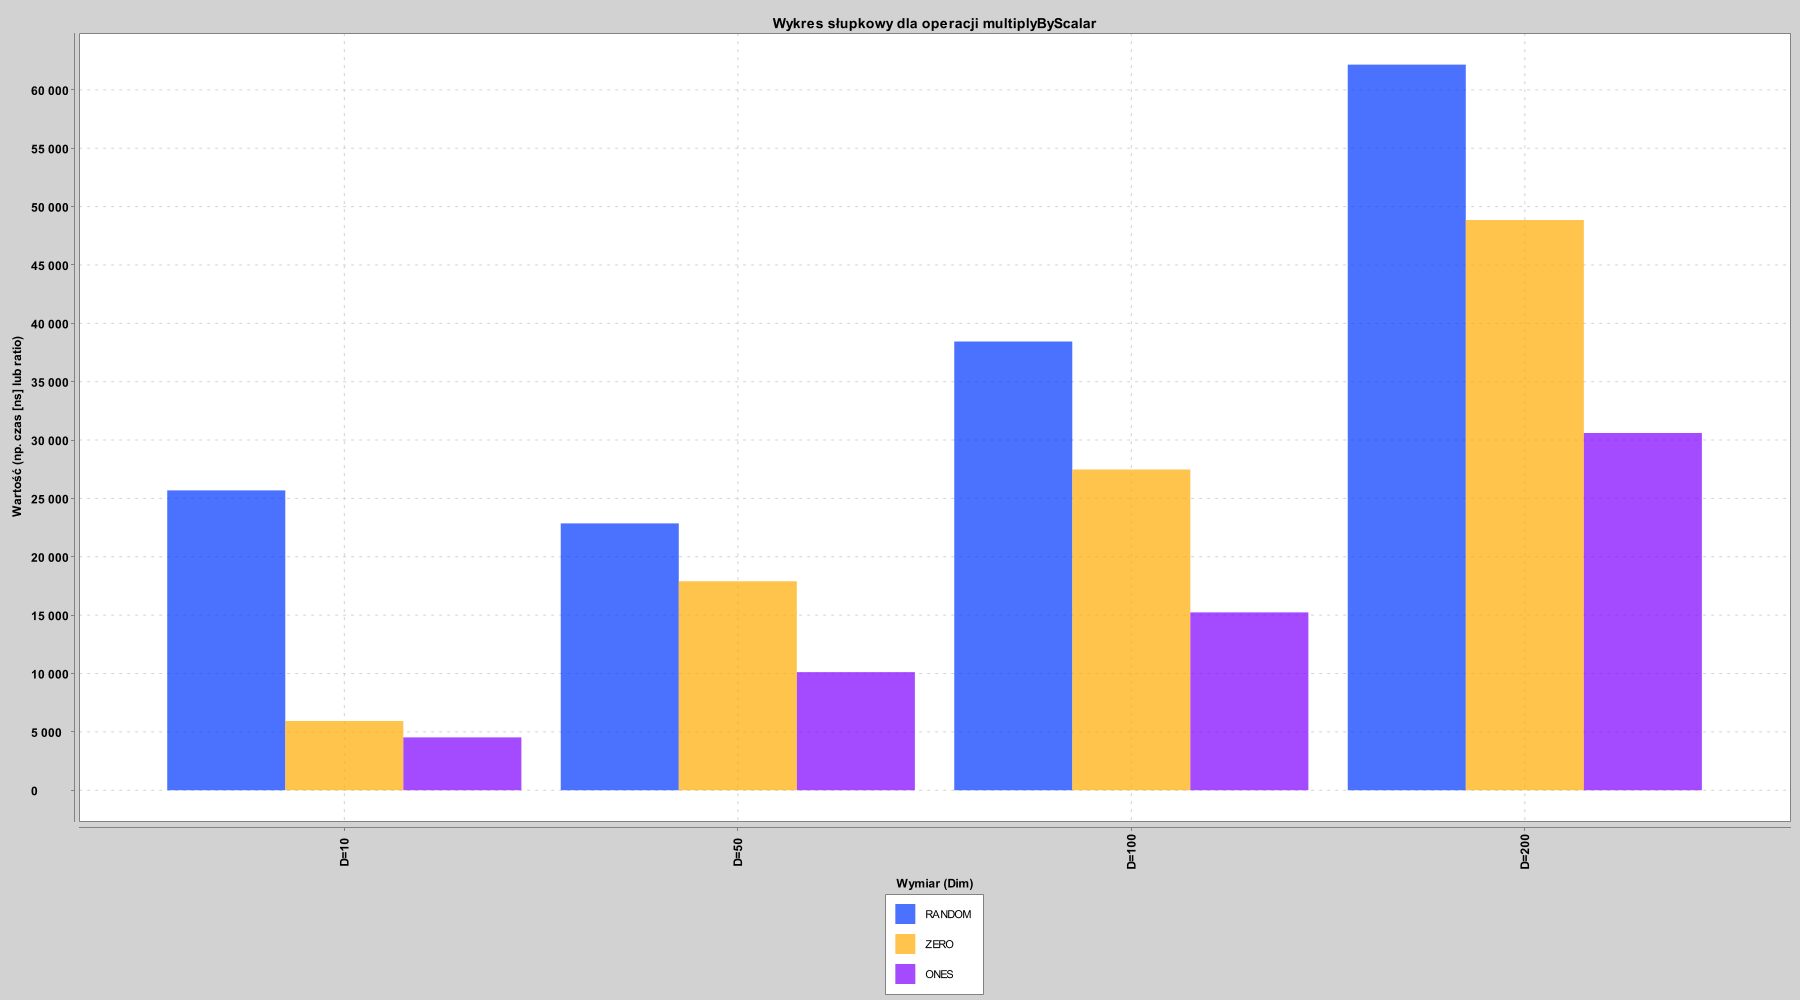 Wykres słupkowy dla operacji multiplyByScalar
Wartość (np. czas [ns] lub ratio)
60 000
55 000
50 000
45 000
40 000
35 000
30 000
25 000
20 000
15 000
10 000
5 000
0
D=10
D=50
D=100
D=200
Wymiar (Dim)
RANDOM
ZERO
ONES